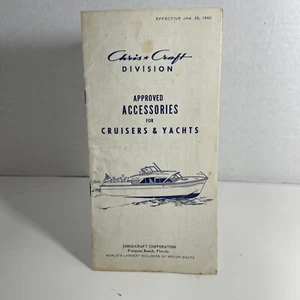 EFFECTIVE JAN. 25, 1960
Chris★Craft
DIVISION
APPROVED
ACCESSORIES
FOR
CRUISERS & YACHTS
CHRIS-CRAFT CORPORATION
Pompano Beach, Florida
WORLD'S LARGEST BUILDERS OF MOTOR BOATS